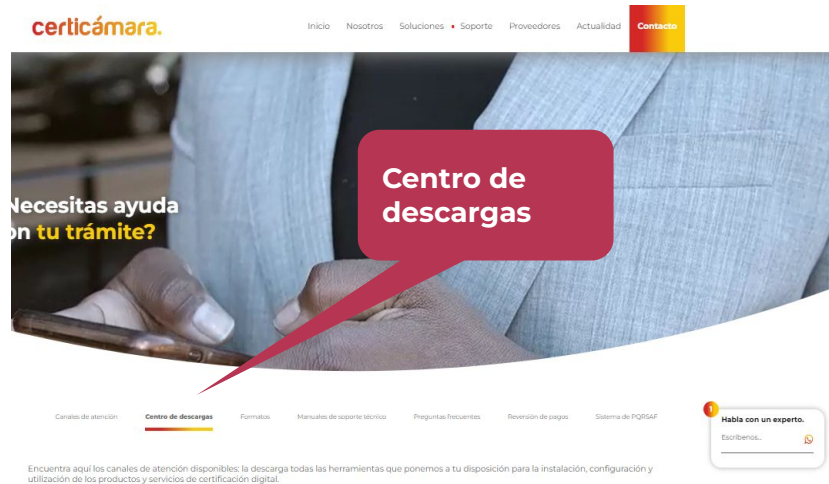 certicámara.
Inicio Nosotros Soluciones Soporte Proveedores Actualidad Contacto
Necesitas ayuda
on tu trámite?
Centro de
descargas
Canales de atención Centro de descargas Formatos Manuales de soporte técnico Preguntas frecuentes Reversión de pagos Sistema de PQRSAF
1
Habla con un experto.
Escríbenos..
Encuentra aquí los canales de atención disponibles: la descarga todas las herramientas que ponemos a tu disposición para la instalación, configuración y
utilización de los productos y servicios de certificación digital.